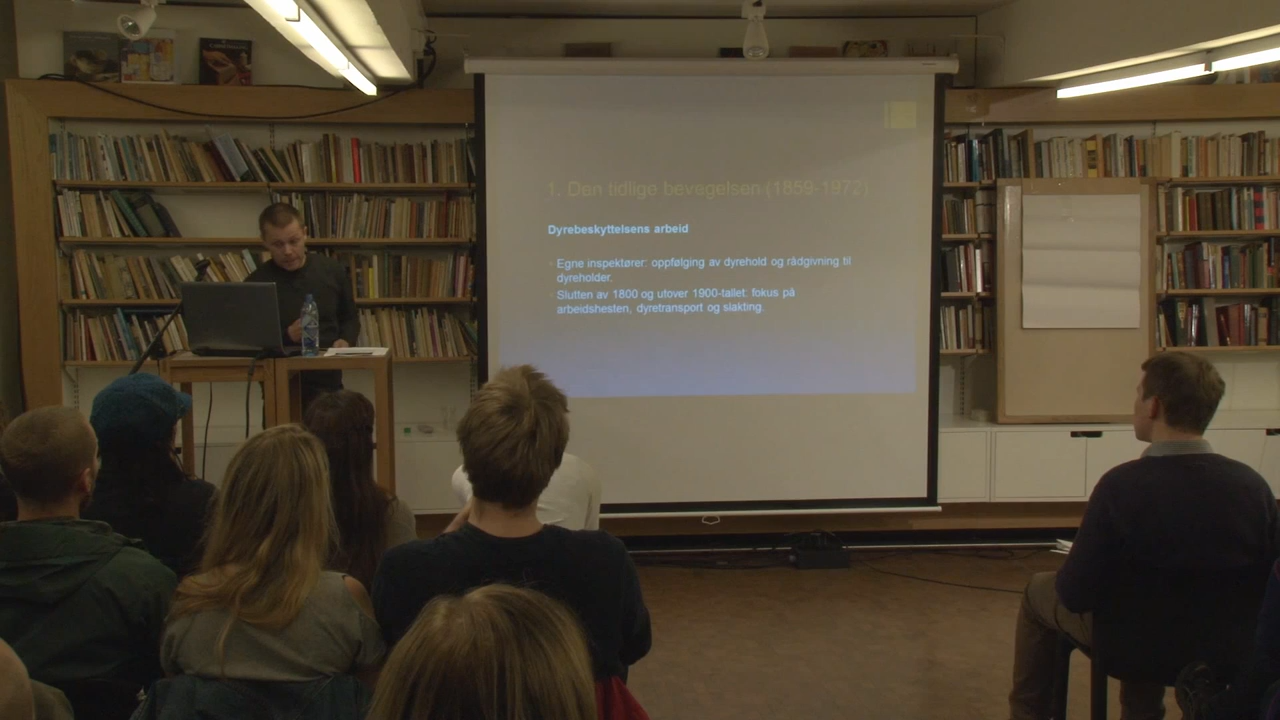 1. Den tidlige bevegelsen (1859-1972)
Dyrebeskyttelsens arbeid
Egne inspektører: oppfølging av dyrehold og rådgivning til
dyreholder.
Slutten av 1800 og utover 1900-tallet: fokus på
arbeidshesten, dyretransport og slakting.